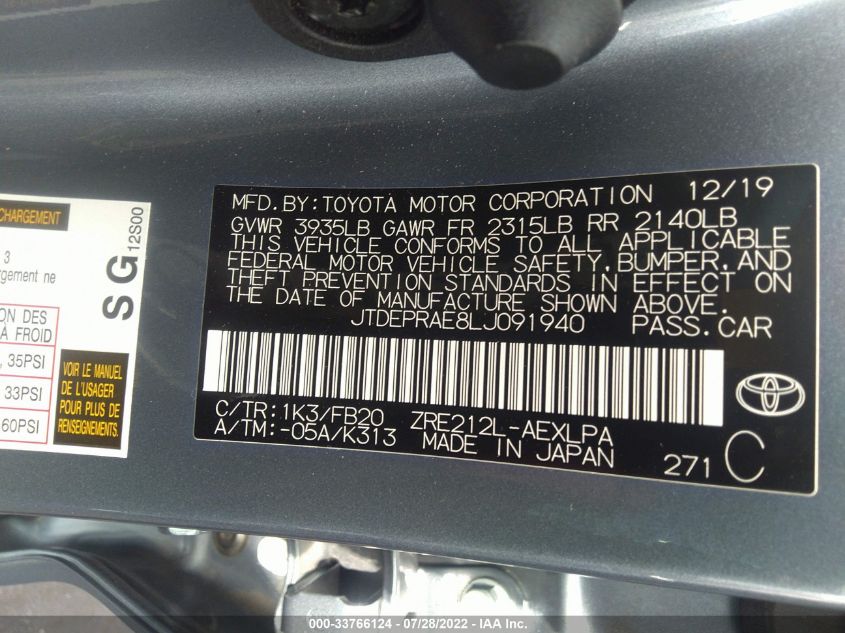 CHARGEMENT
3
rgement ne
ION DES
À FROID
, 35PSI
33PSI
60PSI
SG
12S00
VOIR LE MANUEL
DE L'USAGER
POUR PLUS DE
RENSEIGNEMENTS.
MFD.BY:TOYOTA MOTOR CORPORATION 12/19
GVWR 3935LB GAWR FR 2315LB RR 2140LB
THIS VEHICLE CONFORMS TO ALL APPLICABLE
FEDERAL MOTOR VEHICLE SAFETY,BUMPER,AND
THEFT PREVENTION STANDARDS IN EFFECT ON
THE DATE OF MANUFACTURE SHOWN ABOVE.
JTDEPRAE8LJ091940 PASS.CAR
C/TR:1K3/FB20 ZRE212L-AEXLPA
A/TM:-05A/K313 MADE IN JAPAN
271 C
000-33766124 - 07/28/2022 - IAA Inc.